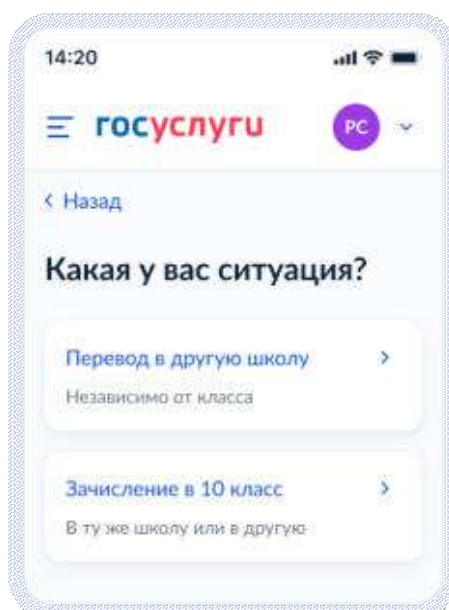 14:20
госуслуги
РС
Назад
Какая у вас ситуация?
Перевод в другую школу
Независимо от класса
Зачисление в 10 класс
В ту же школу или в другую